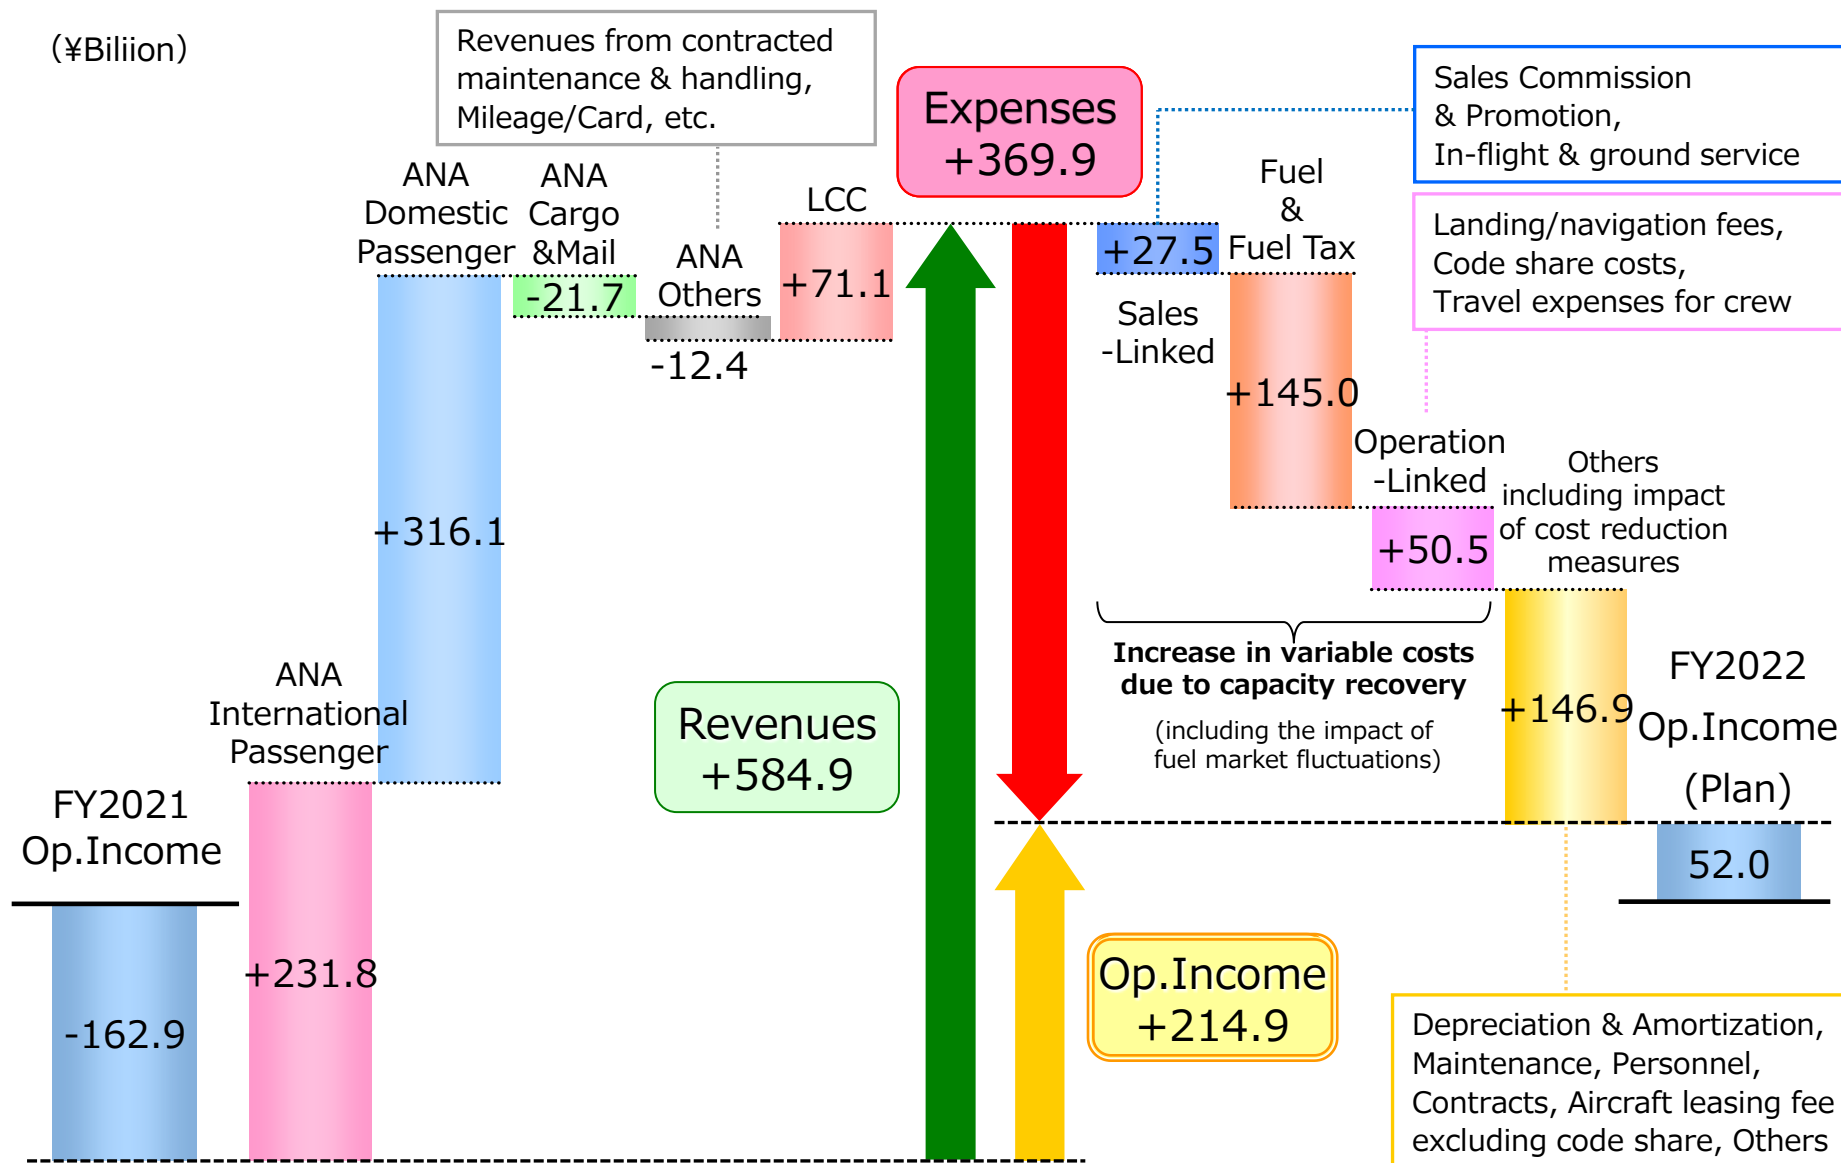 (¥Biliion)
Revenues from contracted
maintenance & handling,
Mileage/Card, etc.
Expenses
+369.9
Sales Commission
& Promotion,
In-flight & ground service
Landing/navigation fees,
Code share costs,
Travel expenses for crew
ANA
Domestic
Passenger
ANA
Cargo
&Mail
ANA
Others
LCC
Fuel
&
Fuel Tax
-21.7
-12.4
+71.1
+27.5
Sales
-Linked
+145.0
Operation
-Linked
+50.5
Others
including impact
of cost reduction
measures
+316.1
ANA
International
Passenger
Revenues
+584.9
Increase in variable costs
due to capacity recovery
(including the impact of
fuel market fluctuations)
+146.9
FY2022
Op.Income
(Plan)
FY2021
Op.Income
52.0
+231.8
-162.9
Op.Income
+214.9
Depreciation & Amortization,
Maintenance, Personnel,
Contracts, Aircraft leasing fee
excluding code share, Others